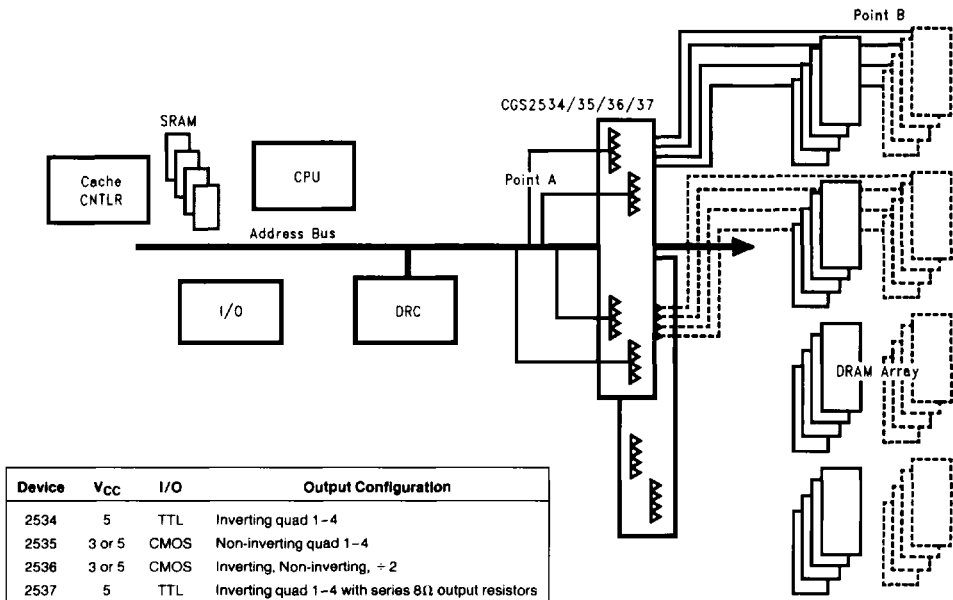 Point B
CGS2534/35/36/37
SRAM
Cache
CNTLR
CPU
Point A
Address Bus
I/O
DRC
DRAM Array
Device VCC I/O Output Configuration
2534 5 TTL Inverting quad 1–4
2535 3 or 5 CMOS Non-inverting quad 1–4
2536 3 or 5 CMOS Inverting, Non-inverting, ÷2
2537 5 TTL Inverting quad 1–4 with series 8Ω output resistors